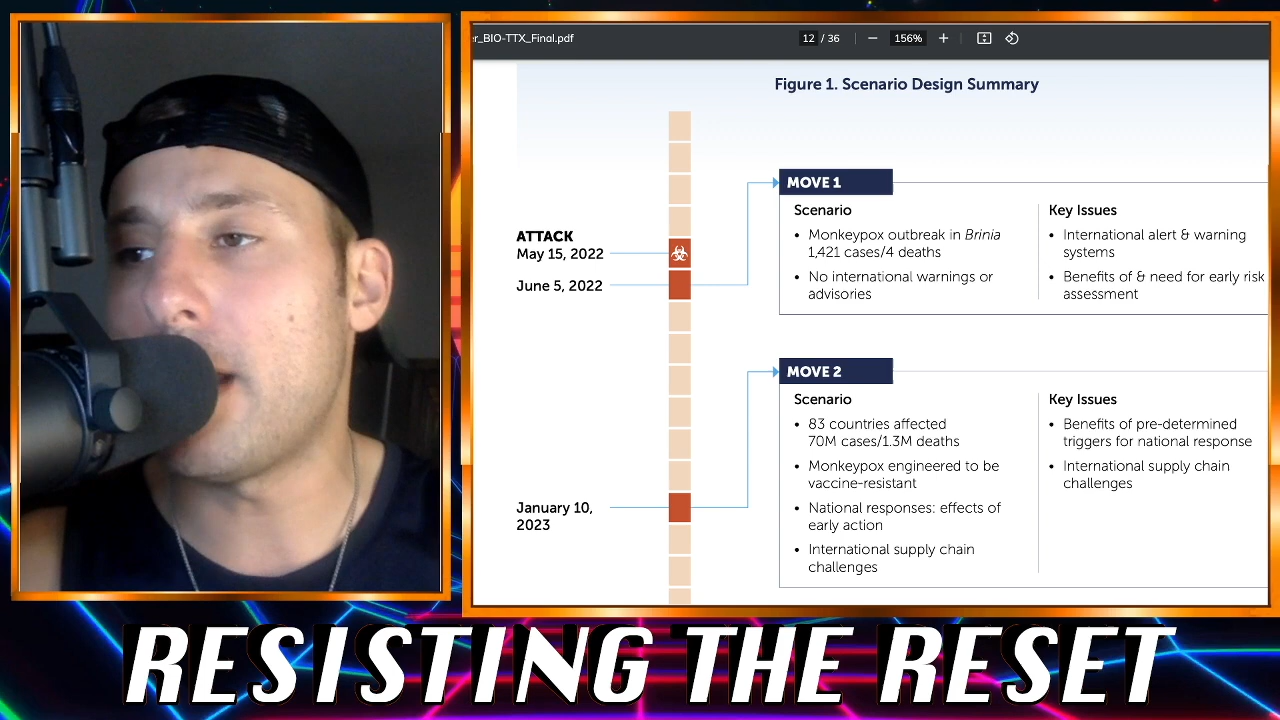 r_BIO-TTX_Final.pdf
12 / 36
156%
Figure 1. Scenario Design Summary
ATTACK
May 15, 2022
June 5, 2022
MOVE 1
Scenario
• Monkeypox outbreak in Brinia
1,421 cases/4 deaths
• No international warnings or
advisories
Key Issues
• International alert & warning
systems
• Benefits of & need for early risk
assessment
January 10,
2023
MOVE 2
Scenario
• 83 countries affected
70M cases/1.3M deaths
• Monkeypox engineered to be
vaccine-resistant
• National responses: effects of
early action
• International supply chain
challenges
Key Issues
• Benefits of pre-determined
triggers for national response
• International supply chain
challenges
RESISTING THE RESET